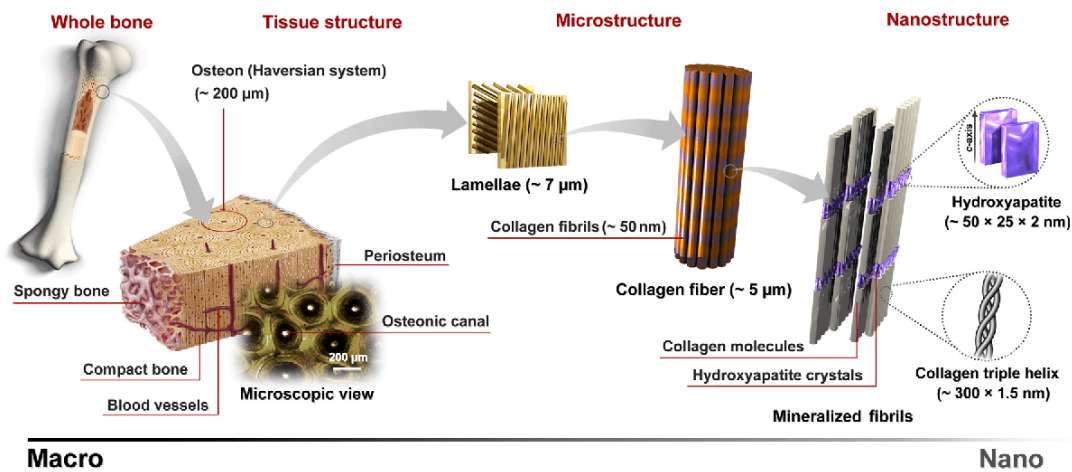 Whole bone
Tissue structure
Microstructure
Nanostructure
Osteon (Haversian system)
(~ 200 µm)
Lamellae (~ 7 µm)
c-axis
Hydroxyapatite
(~ 50 × 25 × 2 nm)
Collagen fibrils (~ 50 nm)
Periosteum
Spongy bone
Collagen fiber (~ 5 µm)
Osteonic canal
200 µm
Collagen molecules
Compact bone
Hydroxyapatite crystals
Collagen triple helix
(~ 300 × 1.5 nm)
Microscopic view
Blood vessels
Mineralized fibrils
Macro
Nano